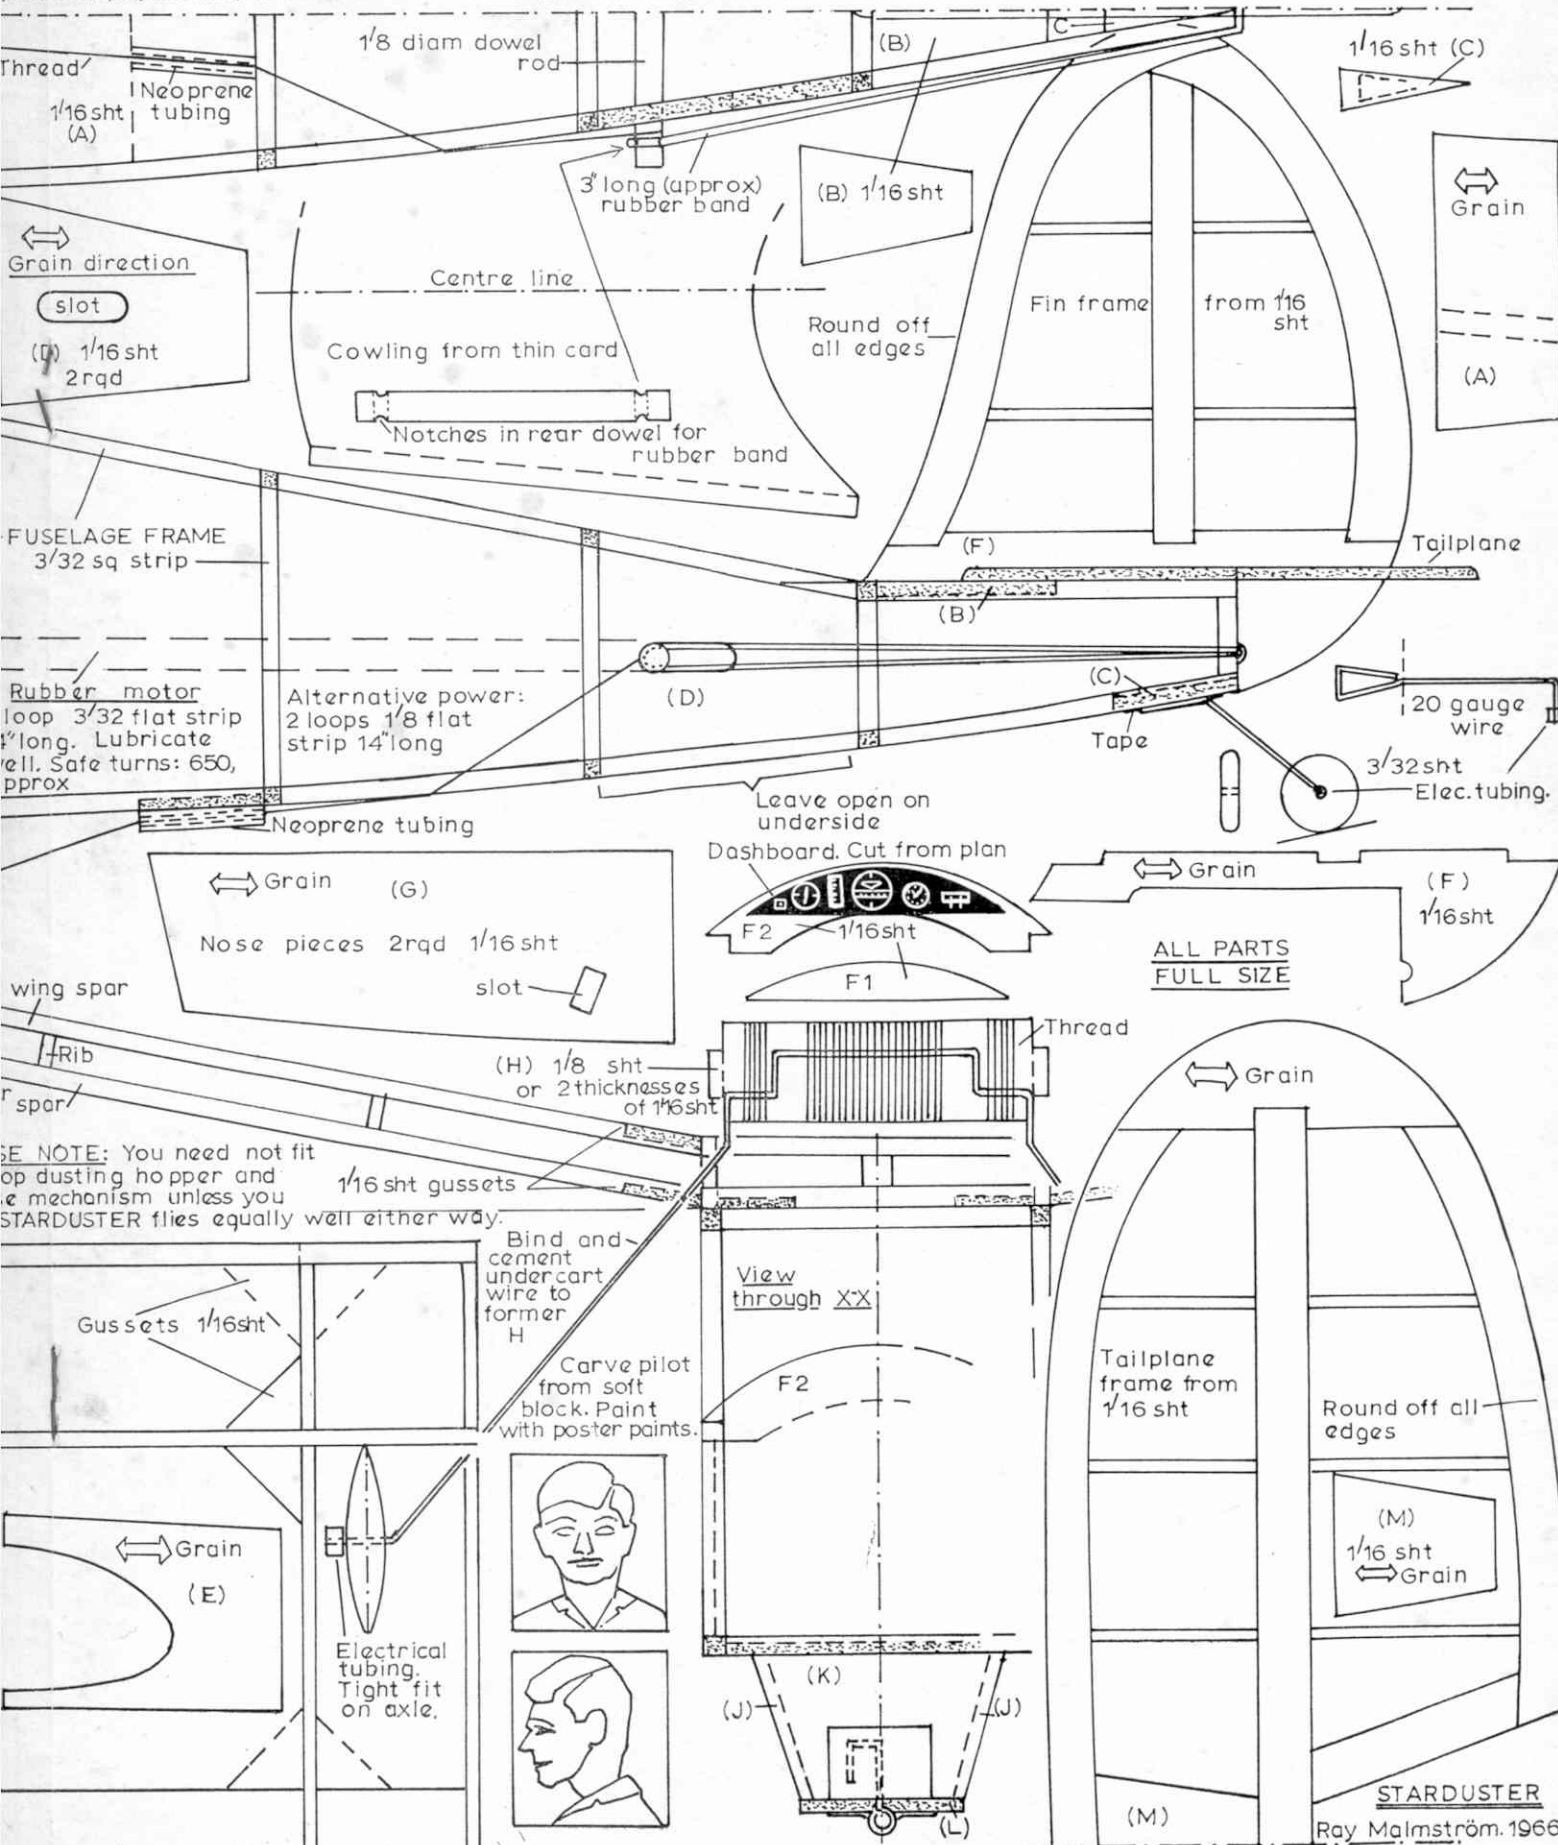 1/8 diam dowel
rod
(B)
C
1/16 sht (C)
Thread
Neoprene
tubing
1/16 sht
(A)
3" long (approx)
rubber band
(B) 1/16 sht
Grain
(A)
Grain direction
slot
(D) 1/16 sht
2 rqd
Centre line
Cowling from thin card
Notches in rear dowel for
rubber band
Round off
all edges
Fin frame from 1/16
sht
FUSELAGE FRAME
3/32 sq strip
(F)
Tailplane
(B)
Rubber motor
loop 3/32 flat strip
4" long. Lubricate
well. Safe turns: 650,
pprox
Alternative power:
2 loops 1/8 flat
strip 14" long
(D)
(C)
Tape
20 gauge
wire
3/32 sht
Elec. tubing.
Neoprene tubing
Leave open on
underside
Dashboard. Cut from plan
Grain
(G)
Nose pieces 2rqd 1/16 sht
slot
F2
1/16 sht
F1
Grain
(F)
1/16 sht
ALL PARTS
FULL SIZE
wing spar
Rib
r spar
(H) 1/8 sht
or 2 thicknesses
of 1/16 sht
Thread
Grain
SE NOTE: You need not fit
op dusting hopper and
e mechanism unless you
STARDUSTER flies equally well either way.
1/16 sht gussets
Bind and
cement
undercart
wire to
former
H
View
through X-X
Gussets 1/16 sht
Carve pilot
from soft
block. Paint
with poster paints.
F2
Tailplane
frame from
1/16 sht
Round off all
edges
(M)
1/16 sht
Grain
Grain
(E)
Electrical
tubing.
Tight fit
on axle.
(K)
(J)
(J)
(L)
(M)
STARDUSTER
Ray Malmström. 1966